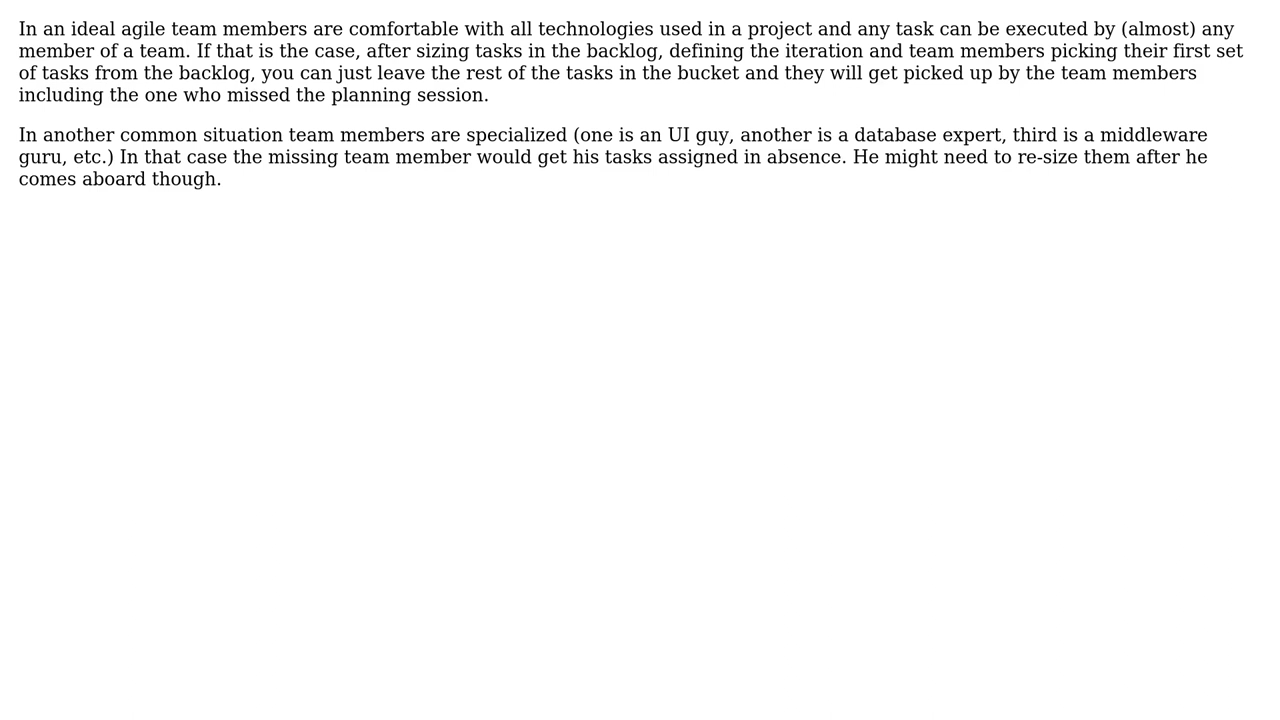 In an ideal agile team members are comfortable with all technologies used in a project and any task can be executed by (almost) any
member of a team. If that is the case, after sizing tasks in the backlog, defining the iteration and team members picking their first set
of tasks from the backlog, you can just leave the rest of the tasks in the bucket and they will get picked up by the team members
including the one who missed the planning session.
In another common situation team members are specialized (one is an UI guy, another is a database expert, third is a middleware
guru, etc.) In that case the missing team member would get his tasks assigned in absence. He might need to re-size them after he
comes aboard though.